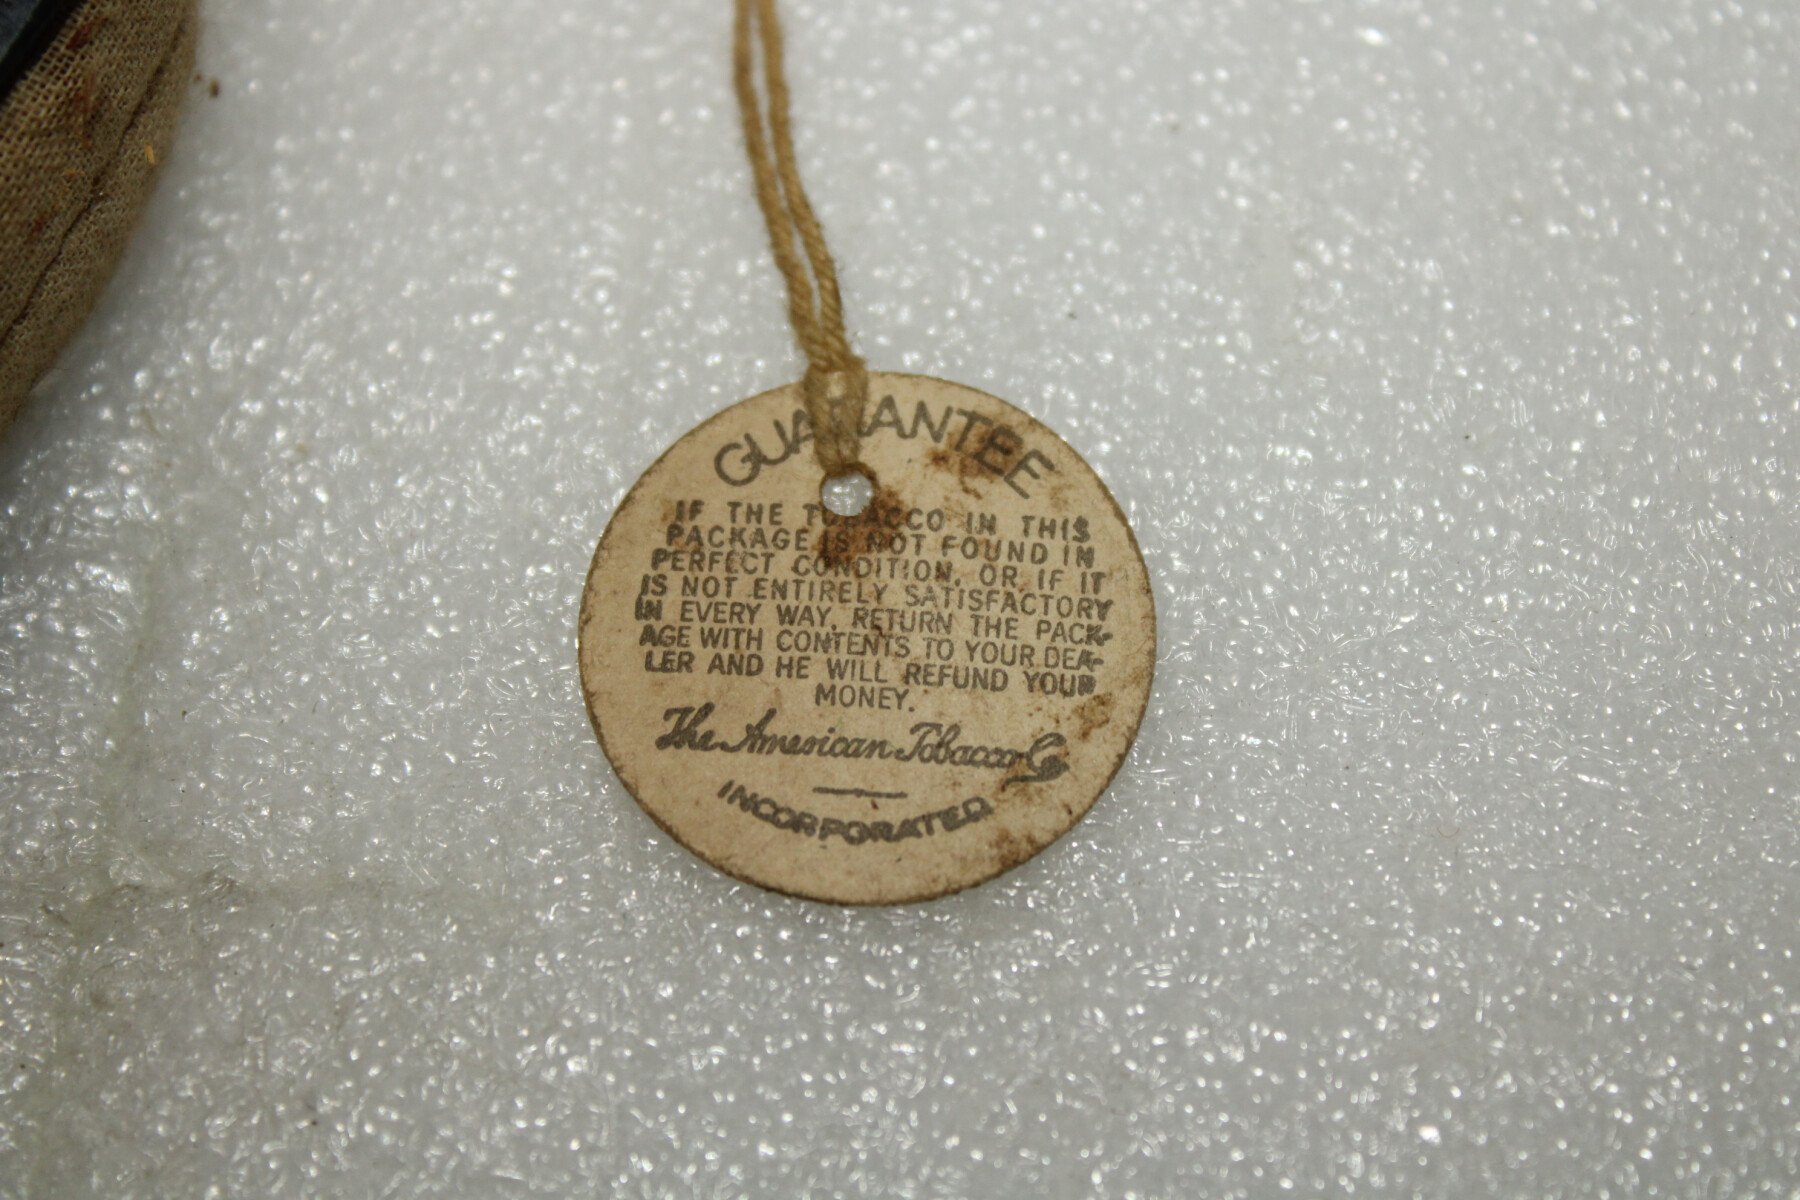 GUARANTEE
IF THE TOBACCO IN THIS
PACKAGE IS NOT FOUND IN
PERFECT CONDITION, OR IF IT
IS NOT ENTIRELY SATISFACTORY
IN EVERY WAY, RETURN THE PACK-
AGE WITH CONTENTS TO YOUR DEA-
LER AND HE WILL REFUND YOUR
MONEY.
The American Tobacco Co
INCORPORATED